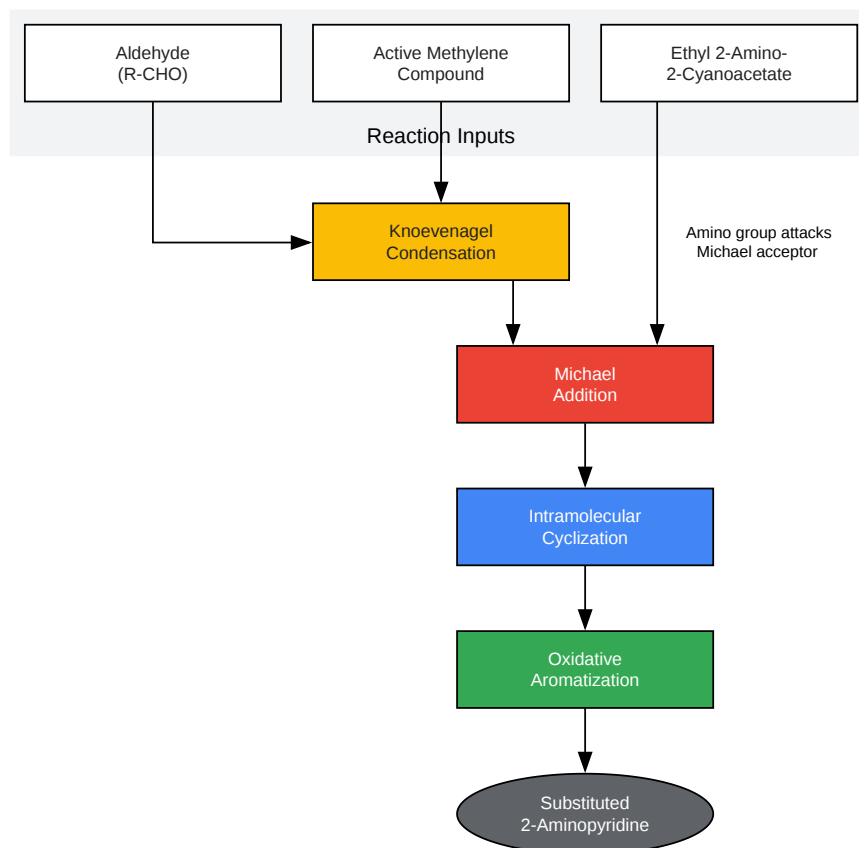 Aldehyde
(R-CHO)
Active Methylene
Compound
Ethyl 2-Amino-
2-Cyanoacetate
Reaction Inputs
Knoevenagel
Condensation
Amino group attacks
Michael acceptor
Michael
Addition
Intramolecular
Cyclization
Oxidative
Aromatization
Substituted
2-Aminopyridine